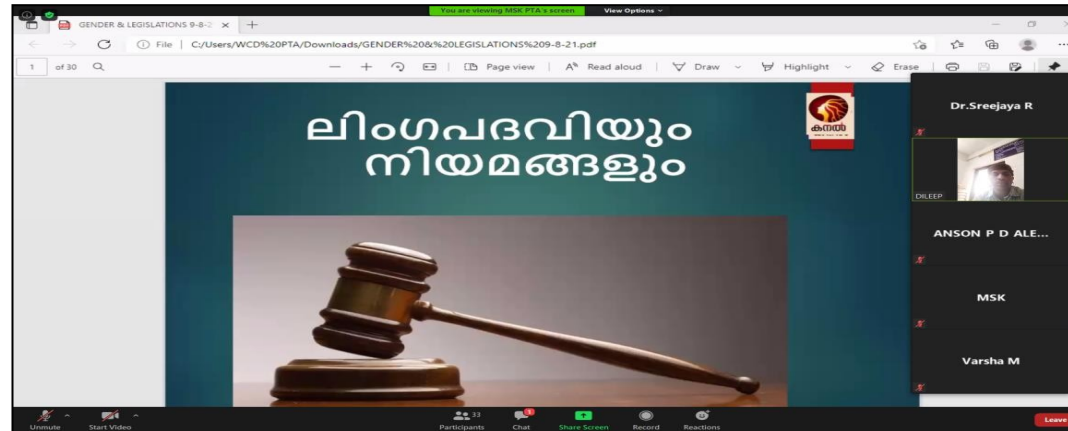 You are viewing MSK PTA's screen View Options
GENDER & LEGISLATIONS 9-8-2
File C:/Users/WCD%20PTA/Downloads/GENDER%20&%20LEGISLATIONS%209-8-21.pdf
1 of 30 Page view Read aloud Draw Highlight Erase
ലിംഗപദവിയും
നിയമങ്ങളും
കനൽ
Dr.Sreejaya R
DILEEP
ANSON P D ALE...
MSK
Varsha M
33 3
Unmute Start Video Participants Chat Share Screen Record Reactions Leave